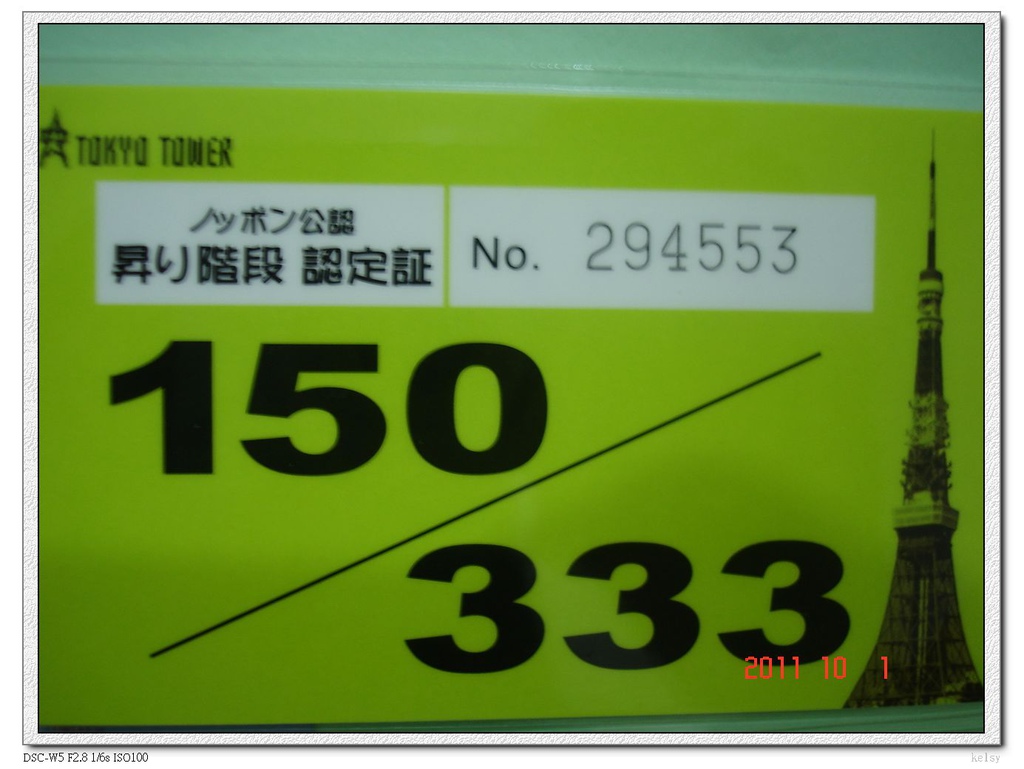 TOKYO TOWER
ノッポン公認
昇り階段 認定証
No. 294553
150
333
2011 10 1
DSC-W5 F2.8 1/6s ISO100
kelsy